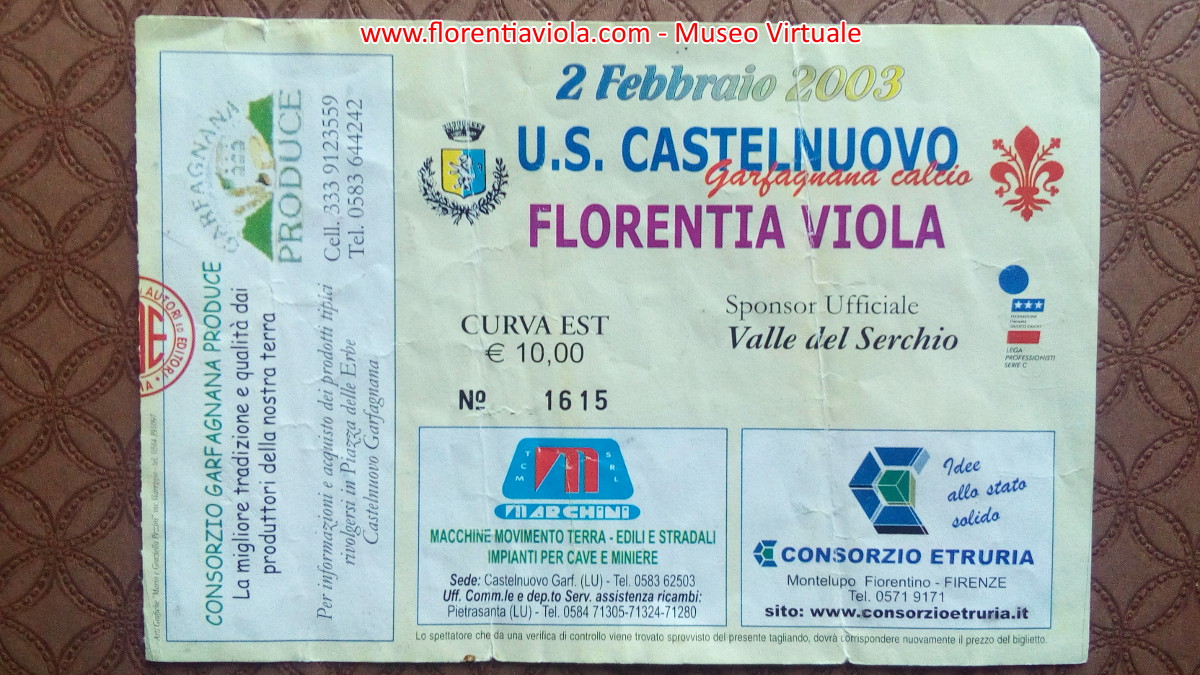 www.florentiaviola.com - Museo Virtuale
2 Febbraio 2003
U.S. CASTELNUOVO
Garfagnana calcio
FLORENTIA VIOLA
CURVA EST
€ 10,00
Nº 1615
Sponsor Ufficiale
Valle del Serchio
LEGA
PROFESSIONISTI
SERIE C
GARFAGNANA
PRODUCE
Cell. 333 9123559
Tel. 0583 644242
CONSORZIO GARFAGNANA PRODUCE
La migliore tradizione e qualità dai
produttori della nostra terra
Per informazioni e acquisto dei prodotti tipici
rivolgersi in Piazza delle Erbe
Castelnuovo Garfagnana
AUTORI ED EDITORI
TCM
SRL
MARCHINI
MACCHINE MOVIMENTO TERRA - EDILI E STRADALI
IMPIANTI PER CAVE E MINIERE
Sede: Castelnuovo Garf. (LU) - Tel. 0583 62503
Uff. Comm.le e dep.to Serv. assistenza ricambi:
Pietrasanta (LU) - Tel. 0584 71305-71324-71280
Idee
allo stato
solido
CONSORZIO ETRURIA
Montelupo Fiorentino - FIRENZE
Tel. 0571 9171
sito: www.consorzioetruria.it
Lo spettatore che da una verifica di controllo viene trovato sprovvisto del presente tagliando, dovrà corrispondere nuovamente il prezzo del biglietto.